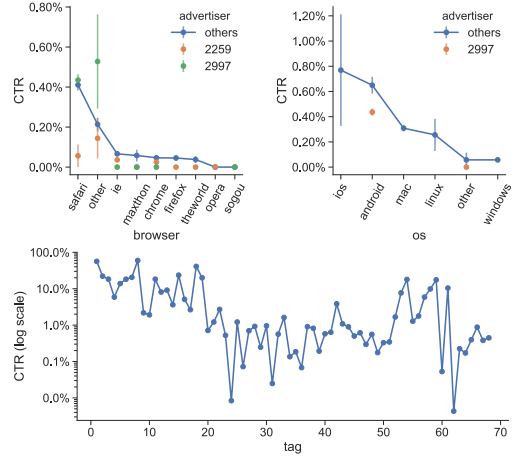 0.80%
0.60%
0.40%
0.20%
0.00%
CTR
advertiser
others
2259
2997
safari
other
ie
maxthon
chrome
firefox
theworld
opera
sogou
browser
1.20%
1.00%
0.80%
0.60%
0.40%
0.20%
0.00%
CTR
advertiser
others
2997
ios
android
mac
linux
other
windows
os
100.0%
10.0%
1.0%
0.1%
0.0%
CTR (log scale)
0 10 20 30 40 50 60 70
tag